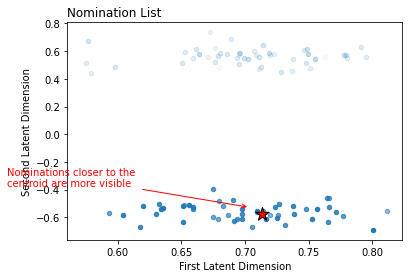 Nomination List
0.8
0.6
0.4
0.2
0.0
−0.2
−0.4
−0.6
Second Latent Dimension
Nominations closer to the
centroid are more visible
0.60
0.65
0.70
0.75
0.80
First Latent Dimension